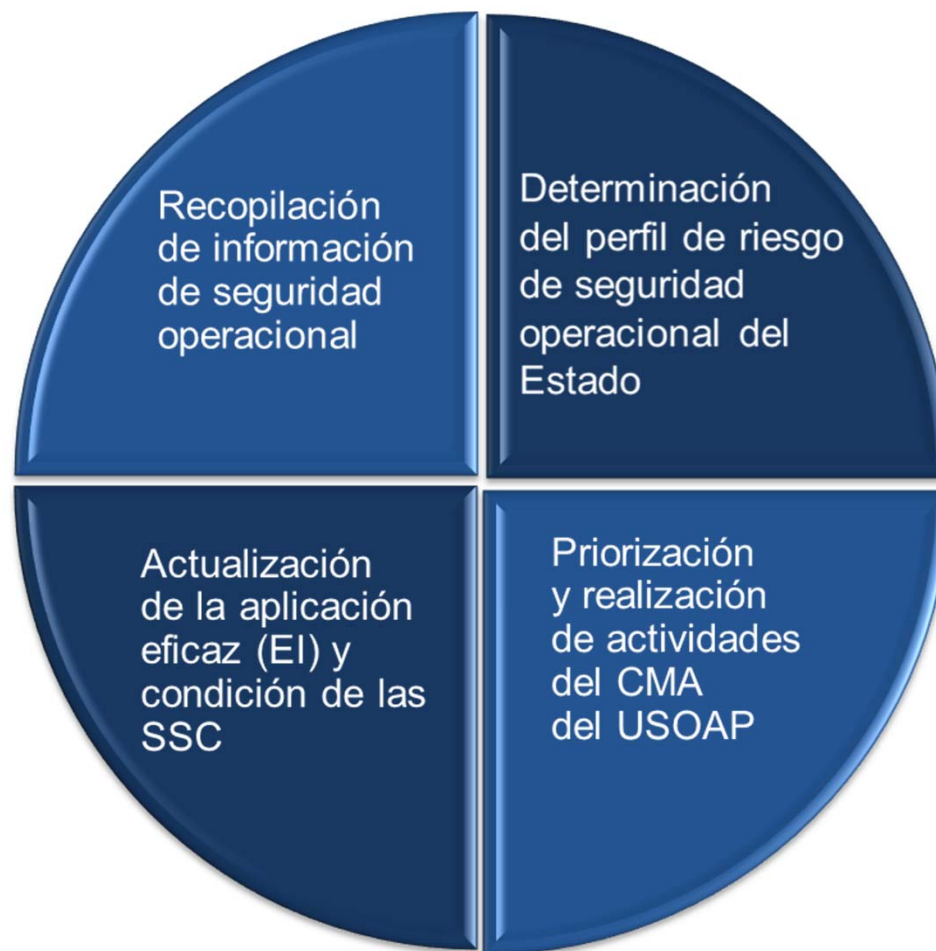 Recopilación
de información
de seguridad
operacional
Determinación
del perfil de riesgo
de seguridad
operacional del
Estado
Actualización
de la aplicación
eficaz (EI) y
condición de las
SSC
Priorización
y realización
de actividades
del CMA
del USOAP